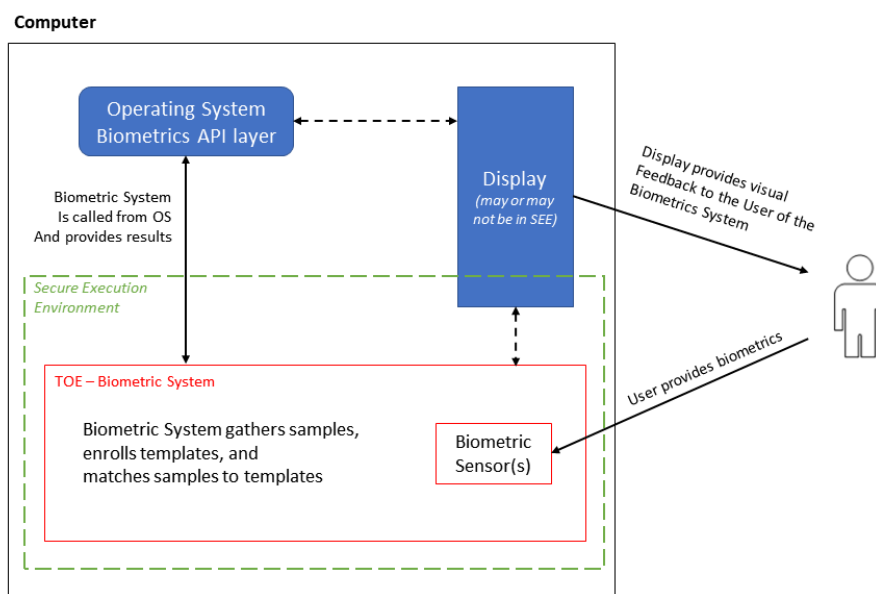 Computer
Operating System
Biometrics API layer
Display
(may or may
not be in SEE)
Biometric System
Is called from OS
And provides results
Display provides visual
Feedback to the User of the
Biometrics System
Secure Execution
Environment
User provides biometrics
TOE – Biometric System
Biometric System gathers samples,
enrolls templates, and
matches samples to templates
Biometric
Sensor(s)